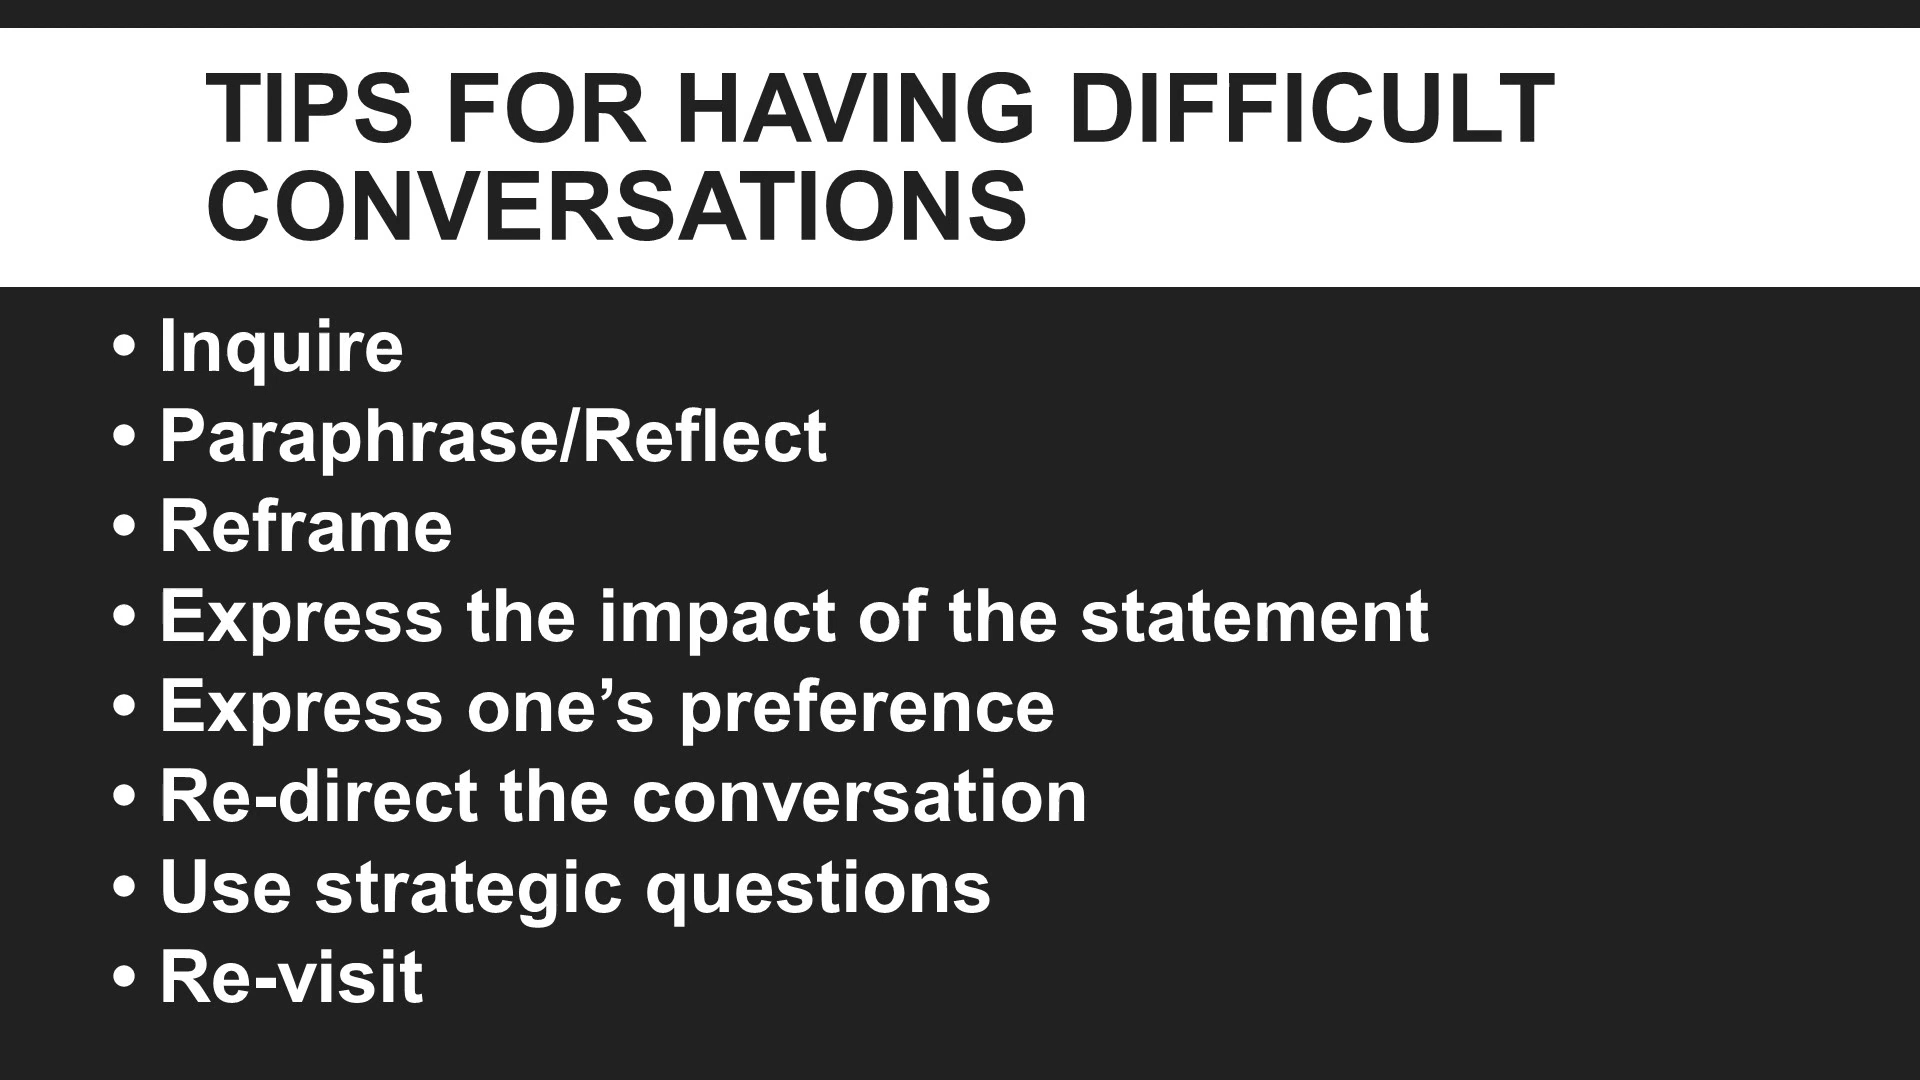 TIPS FOR HAVING DIFFICULT
CONVERSATIONS
• Inquire
• Paraphrase/Reflect
• Reframe
• Express the impact of the statement
• Express one’s preference
• Re-direct the conversation
• Use strategic questions
• Re-visit